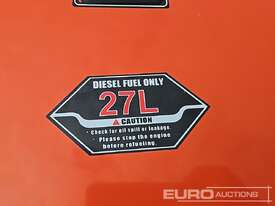 DIESEL FUEL ONLY
27L
CAUTION
· Check for oil spill or leakage.
· Please stop the engine
before refueling.
EURO AUCTIONS